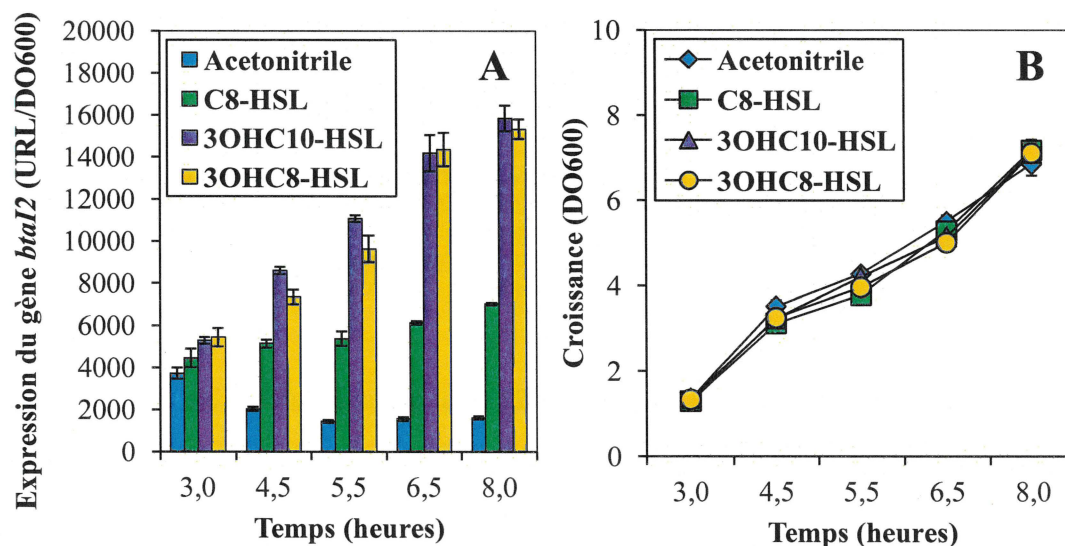 Expression du gène btaI2 (URL/DO600)
20000
18000
16000
14000
12000
10000
8000
6000
4000
2000
0
Acetonitrile
C8-HSL
3OHC10-HSL
3OHC8-HSL
A
3,0
4,5
5,5
6,5
8,0
Temps (heures)
Croissance (DO600)
10
8
6
4
2
0
Acetonitrile
C8-HSL
3OHC10-HSL
3OHC8-HSL
B
3,0
4,5
5,5
6,5
8,0
Temps (heures)